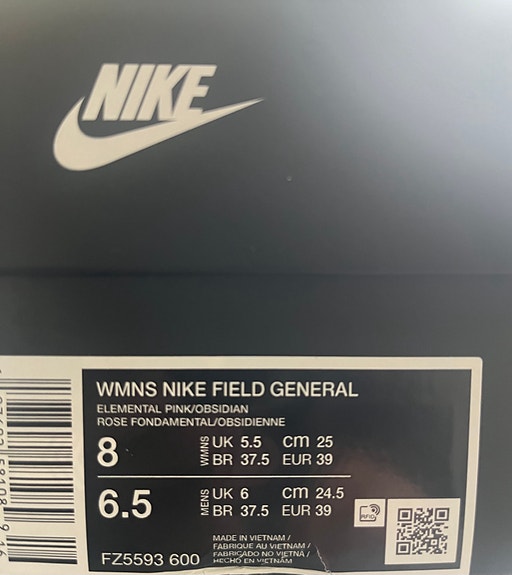 NIKE
WMNS NIKE FIELD GENERAL
ELEMENTAL PINK/OBSIDIAN
ROSE FONDAMENTAL/OBSIDIENNE
8 WMNS UK 5.5 cm 25
BR 37.5 EUR 39
6.5 MENS UK 6 cm 24.5
BR 37.5 EUR 39
RFID
MADE IN VIETNAM /
FABRIQUE AU VIETNAM /
FABRICADO NO VIETNÃ /
HECHO EN VIETNAM
FZ5593 600